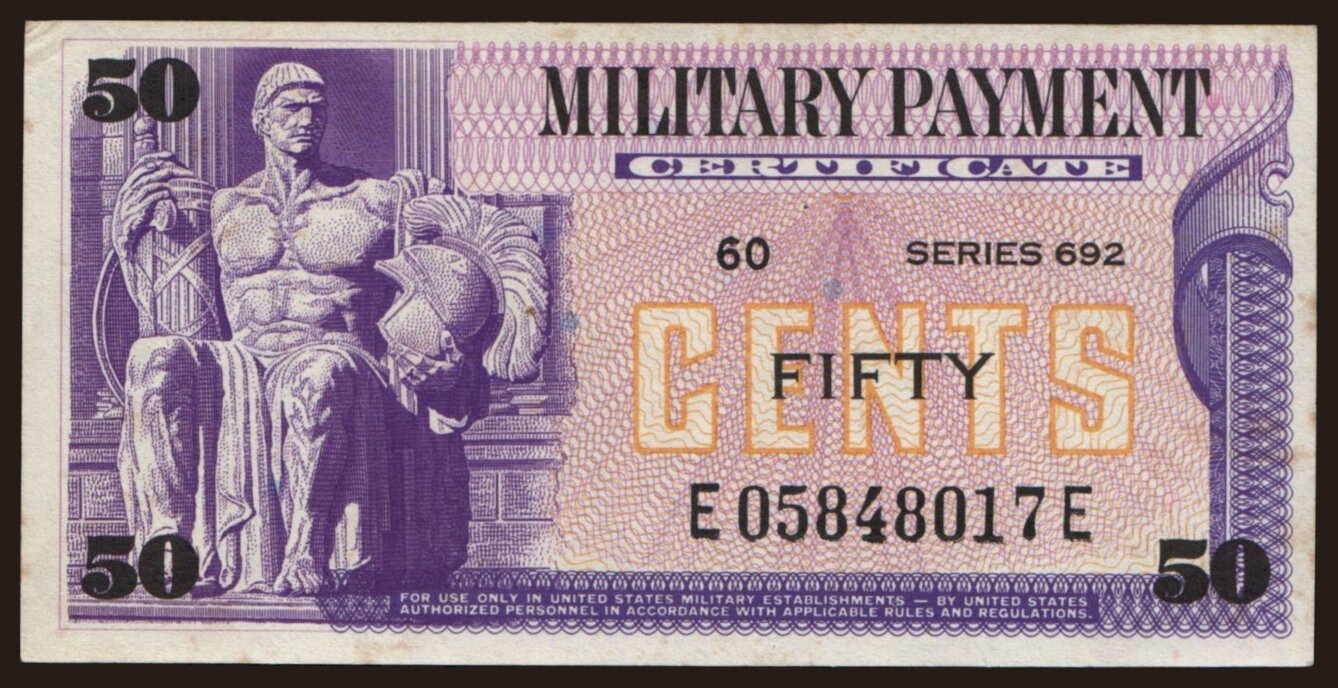 50
MILITARY PAYMENT
CERTIFICATE
60 SERIES 692
CENTS
FIFTY
E05848017E
50
50
FOR USE ONLY IN UNITED STATES MILITARY ESTABLISHMENTS — BY UNITED STATES
AUTHORIZED PERSONNEL IN ACCORDANCE WITH APPLICABLE RULES AND REGULATIONS.